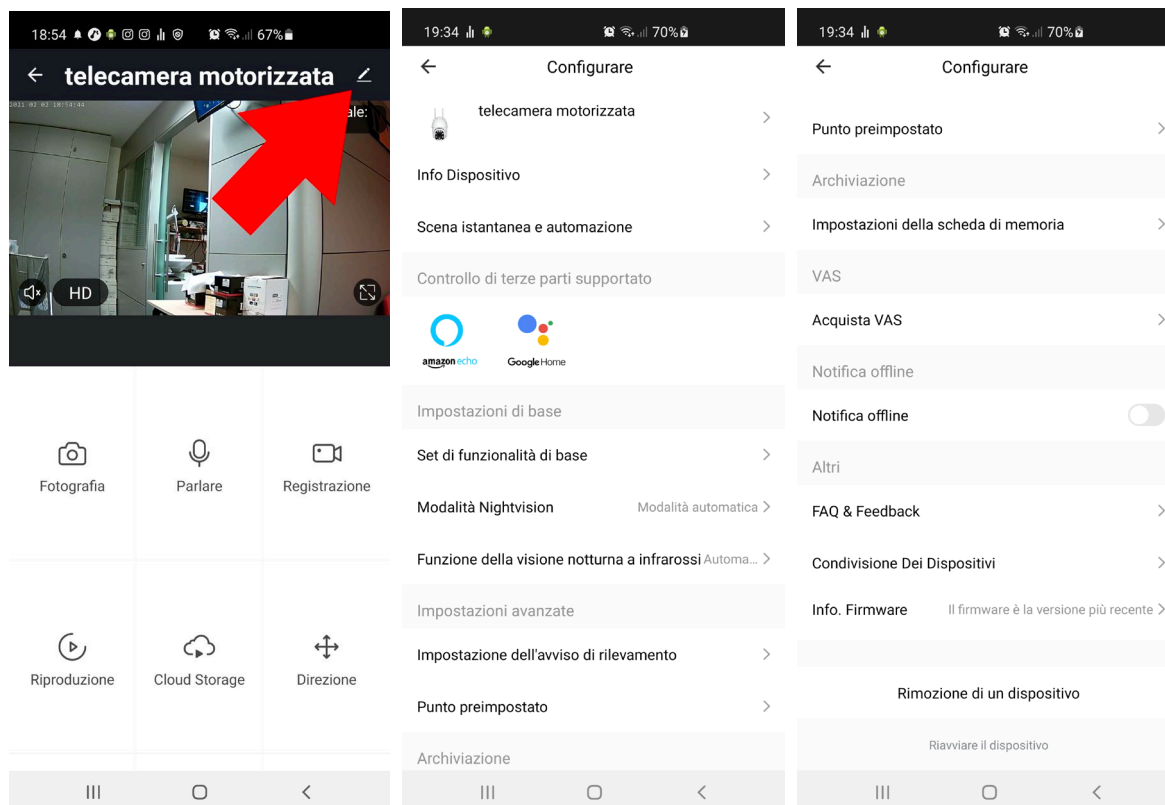 18:54
67%
telecamera motorizzata
2021-02-02 18:54:44
ale:
HD
Fotografia
Parlare
Registrazione
Riproduzione
Cloud Storage
Direzione
19:34
70%
Configurare
telecamera motorizzata
Info Dispositivo
Scena istantanea e automazione
Controllo di terze parti supportato
amazon echo
Google Home
Impostazioni di base
Set di funzionalità di base
Modalità Nightvision
Modalità automatica
Funzione della visione notturna a infrarossi Automa...
Impostazioni avanzate
Impostazione dell'avviso di rilevamento
Punto preimpostato
Archiviazione
19:34
70%
Configurare
Punto preimpostato
Archiviazione
Impostazioni della scheda di memoria
VAS
Acquista VAS
Notifica offline
Notifica offline
Altri
FAQ & Feedback
Condivisione Dei Dispositivi
Info. Firmware
Il firmware è la versione più recente
Rimozione di un dispositivo
Riavviare il dispositivo